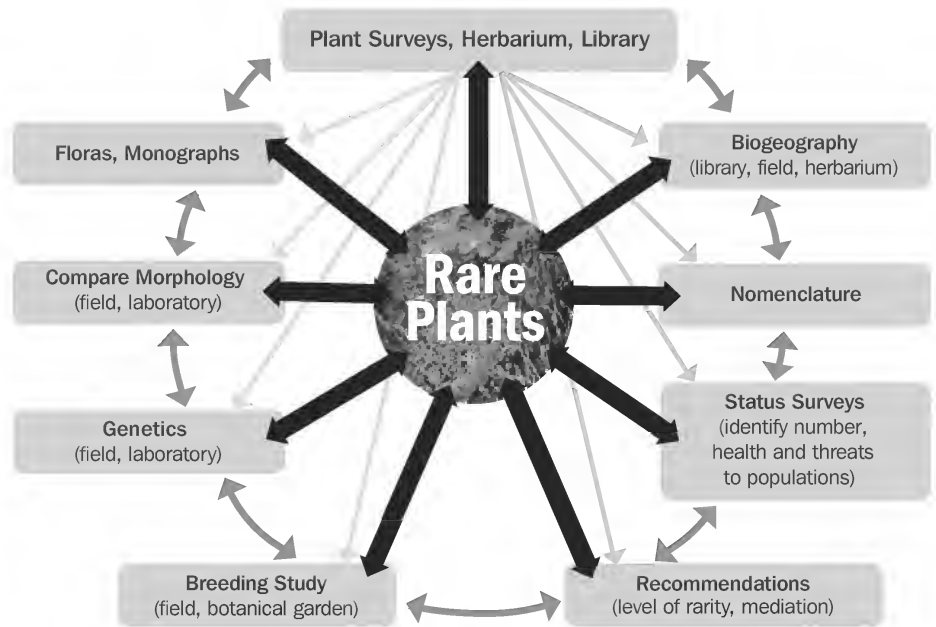 Plant Surveys, Herbarium, Library
Floras, Monographs
Biogeography
(library, field, herbarium)
Compare Morphology
(field, laboratory)
Rare
Plants
Nomenclature
Genetics
(field, laboratory)
Status Surveys
(identify number,
health and threats
to populations)
Breeding Study
(field, botanical garden)
Recommendations
(level of rarity, mediation)